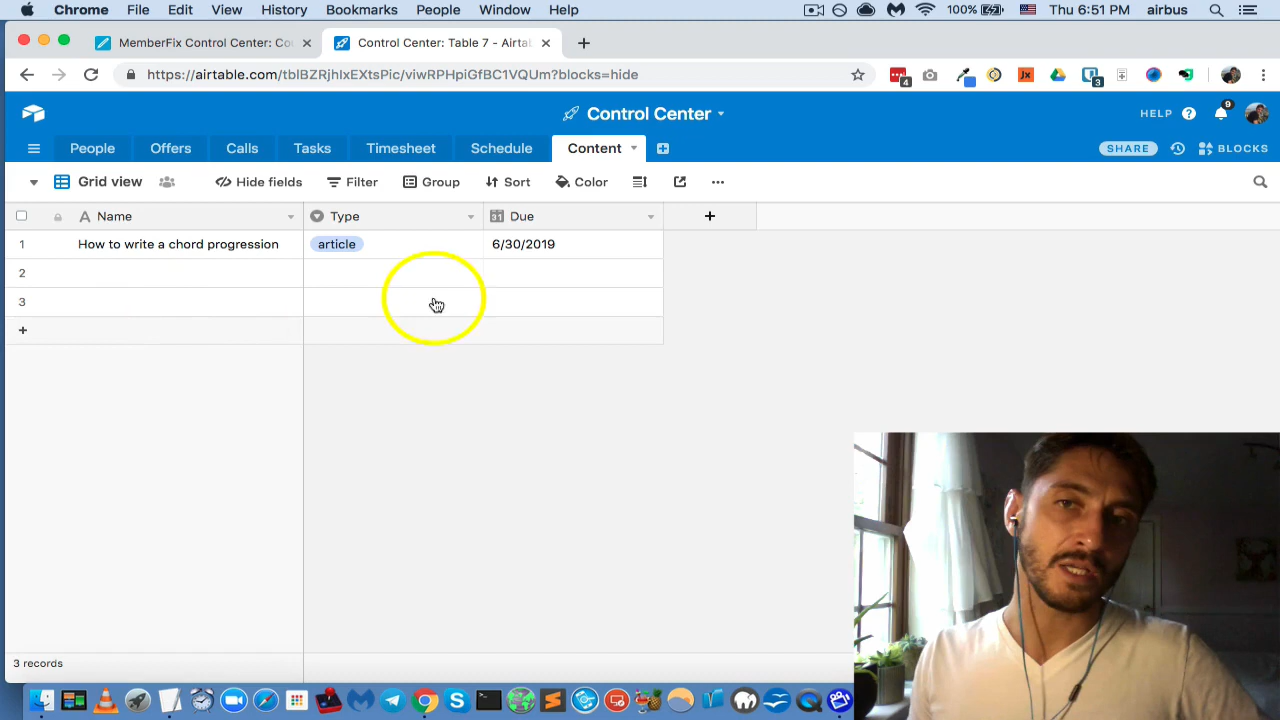 Chrome File Edit View History Bookmarks People Window Help 100% Thu 6:51 PM airbus
MemberFix Control Center: Co
Control Center: Table 7 - Airta
https://airtable.com/tblBZRjhIxEXtsPic/viwRPHpiGfBC1VQUm?blocks=hide
4
3
Control Center
HELP
9
People Offers Calls Tasks Timesheet Schedule Content
SHARE
BLOCKS
Grid view Hide fields Filter Group Sort Color
Name Type Due
1 How to write a chord progression article 6/30/2019
2
3
+
3 records